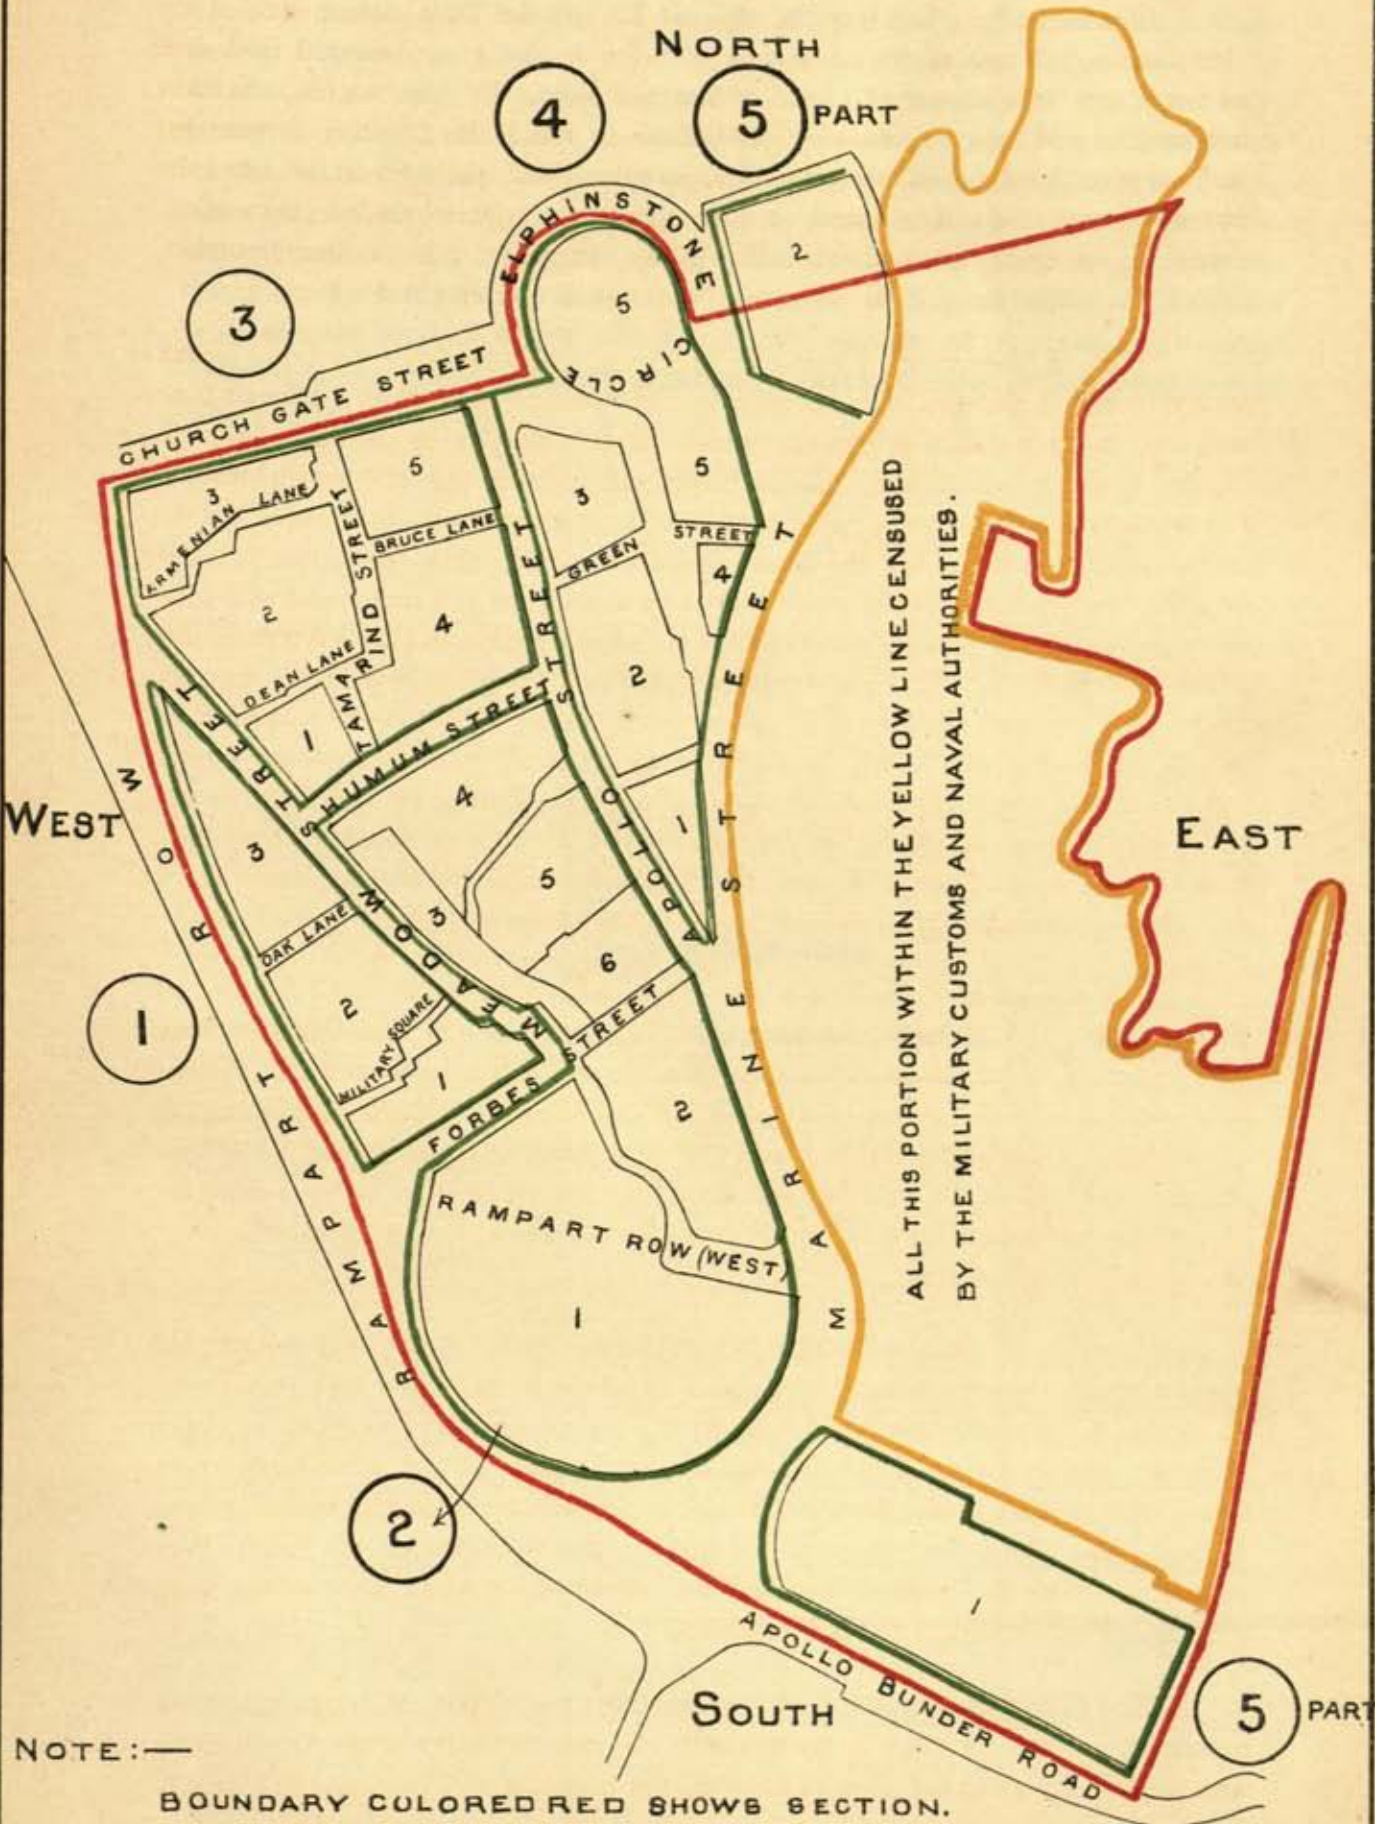 NORTH
4
5 PART
ELPHINSTONE
CIRCLE
2
5
3
CHURCH GATE STREET
3
ARMENIAN LANE
5
3
5
BRUCE LANE
GREEN STREET
4
2
4
TAMARIND STREET
DEAN LANE
1
2
1
SHUMUM STREET
APOLLO STREET
MARINE STREET
ALL THIS PORTION WITHIN THE YELLOW LINE CENSUSED
BY THE MILITARY CUSTOMS AND NAVAL AUTHORITIES.
WEST
EAST
MEADOW STREET
4
3
5
3
OAK LANE
6
2
MILITARY SQUARE
1
1
FORBES STREET
2
RAMPART ROW
RAMPART ROW (WEST)
1
2
1
APOLLO BUNDER ROAD
SOUTH
5 PART
NOTE:—
BOUNDARY COLORED RED SHOWS SECTION.